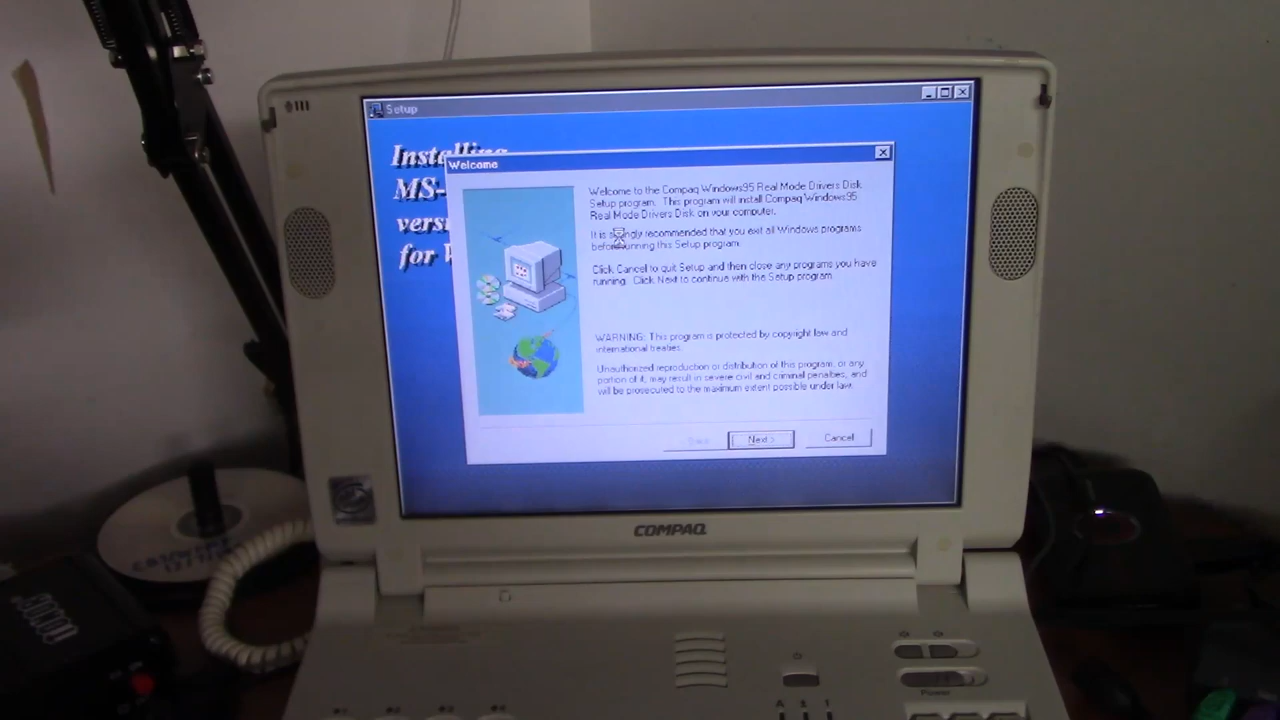 Setup
Installing
MS-
versi
for W
Welcome
Welcome to the Compaq Windows95 Real Mode Drivers Disk
Setup program. This program will install Compaq Windows95
Real Mode Drivers Disk on your computer.
It is strongly recommended that you exit all Windows programs
before running this Setup program.
Click Cancel to quit Setup and then close any programs you have
running. Click Next to continue with the Setup program.
WARNING: This program is protected by copyright law and
international treaties.
Unauthorized reproduction or distribution of this program, or any
portion of it, may result in severe civil and criminal penalties, and
will be prosecuted to the maximum extent possible under law.
Next >
Cancel
COMPAQ
Power
A
1